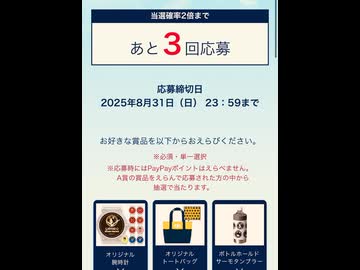 当選確率2倍まで
あと3回応募
応募締切日
2025年8月31日（日） 23：59まで
お好きな賞品を以下からおえらびください。
※必須・単一選択
※応募時にはPayPayポイントはえらべません。
A賞の賞品をえらんで応募された方の中から
抽選で当たります。
オリジナル
腕時計
オリジナル
トートバッグ
ボトルホールド
サーモタンブラー